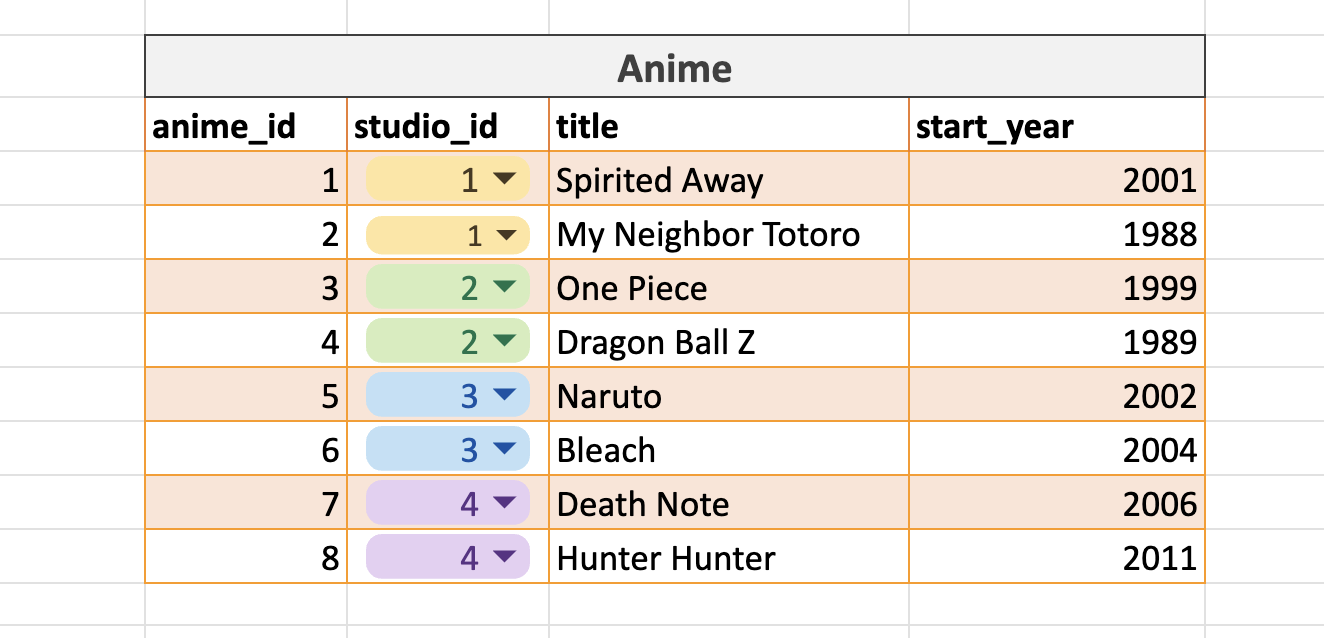 Anime
anime_id studio_id title start_year
1 1 Spirited Away 2001
2 1 My Neighbor Totoro 1988
3 2 One Piece 1999
4 2 Dragon Ball Z 1989
5 3 Naruto 2002
6 3 Bleach 2004
7 4 Death Note 2006
8 4 Hunter Hunter 2011